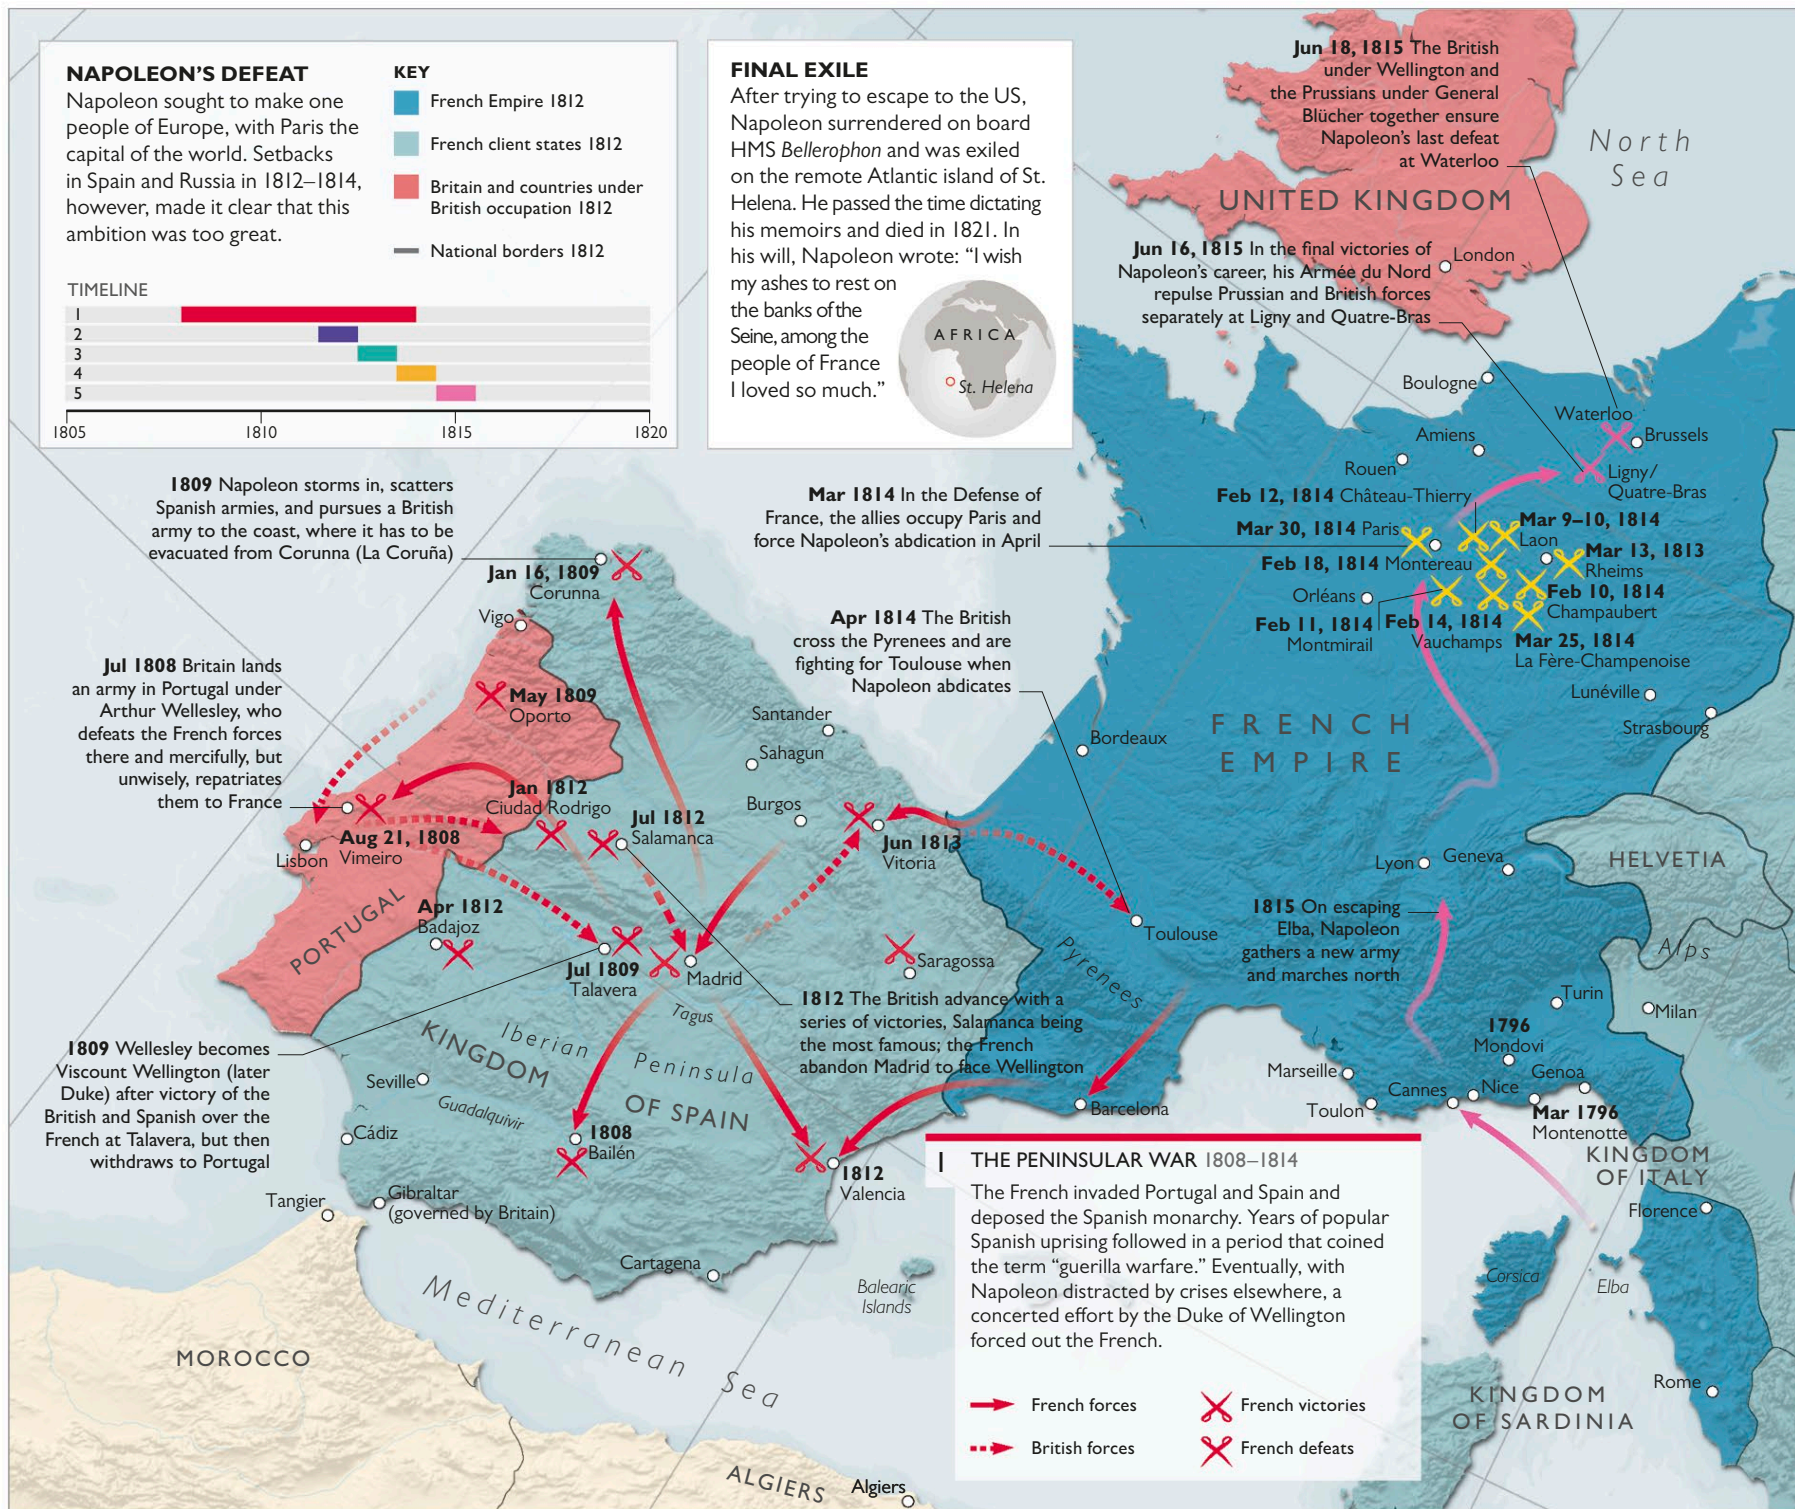 NAPOLEON'S DEFEAT
Napoleon sought to make one
people of Europe, with Paris the
capital of the world. Setbacks
in Spain and Russia in 1812–1814,
however, made it clear that this
ambition was too great.
KEY
French Empire 1812
French client states 1812
Britain and countries under
British occupation 1812
National borders 1812
TIMELINE
1
2
3
4
5
1805
1810
1815
1820
FINAL EXILE
After trying to escape to the US,
Napoleon surrendered on board
HMS Bellerophon and was exiled
on the remote Atlantic island of St.
Helena. He passed the time dictating
his memoirs and died in 1821. In
his will, Napoleon wrote: “I wish
my ashes to rest on
the banks of the
Seine, among the
people of France
I loved so much.”
AFRICA
St. Helena
Jun 18, 1815 The British
under Wellington and
the Prussians under General
Blücher together ensure
Napoleon's last defeat
at Waterloo
North
Sea
UNITED KINGDOM
Jun 16, 1815 In the final victories of
Napoleon's career, his Armée du Nord
repulse Prussian and British forces
separately at Ligny and Quatre-Bras
London
Boulogne
Waterloo
Amiens
Brussels
Rouen
Ligny/
Quatre-Bras
Feb 12, 1814 Château-Thierry
Mar 30, 1814 Paris
Mar 9–10, 1814
Laon
Feb 18, 1814 Montereau
Mar 13, 1813
Rheims
Orléans
Feb 10, 1814
Champaubert
Feb 11, 1814
Montmirail
Feb 14, 1814
Vauchamps
Mar 25, 1814
La Fère-Champenoise
Lunéville
Strasbourg
Mar 1814 In the Defense of
France, the allies occupy Paris and
force Napoleon's abdication in April
Apr 1814 The British
cross the Pyrenees and are
fighting for Toulouse when
Napoleon abdicates
1809 Napoleon storms in, scatters
Spanish armies, and pursues a British
army to the coast, where it has to be
evacuated from Corunna (La Coruña)
Jan 16, 1809
Corunna
Vigo
Jul 1808 Britain lands
an army in Portugal under
Arthur Wellesley, who
defeats the French forces
there and mercifully, but
unwisely, repatriates
them to France
May 1809
Oporto
Santander
Sahagun
Bordeaux
FRENCH
EMPIRE
Jan 1812
Ciudad Rodrigo
Burgos
Jul 1812
Salamanca
Aug 21, 1808
Vimeiro
Lisbon
Jun 1813
Vitoria
Lyon
Geneva
HELVETIA
PORTUGAL
Apr 1812
Badajoz
1815 On escaping
Elba, Napoleon
gathers a new army
and marches north
Toulouse
Pyrenees
Alps
Jul 1809
Talavera
Madrid
Saragossa
Tagus
1812 The British advance with a
series of victories, Salamanca being
the most famous; the French
abandon Madrid to face Wellington
Turin
Milan
1796
Mondovi
1809 Wellesley becomes
Viscount Wellington (later
Duke) after victory of the
British and Spanish over the
French at Talavera, but then
withdraws to Portugal
KINGDOM
OF SPAIN
Iberian
Peninsula
Seville
Guadalquivir
Cádiz
Marseille
Toulon
Cannes
Nice
Genoa
Mar 1796
Montenotte
Barcelona
1808
Bailén
1812
Valencia
KINGDOM
OF ITALY
Tangier
Gibraltar
(governed by Britain)
Cartagena
Florence
Balearic
Islands
Corsica
Elba
Mediterranean Sea
MOROCCO
Rome
KINGDOM
OF SARDINIA
ALGIERS
Algiers
1 THE PENINSULAR WAR 1808–1814
The French invaded Portugal and Spain and
deposed the Spanish monarchy. Years of popular
Spanish uprising followed in a period that coined
the term “guerilla warfare.” Eventually, with
Napoleon distracted by crises elsewhere, a
concerted effort by the Duke of Wellington
forced out the French.
French forces
French victories
British forces
French defeats